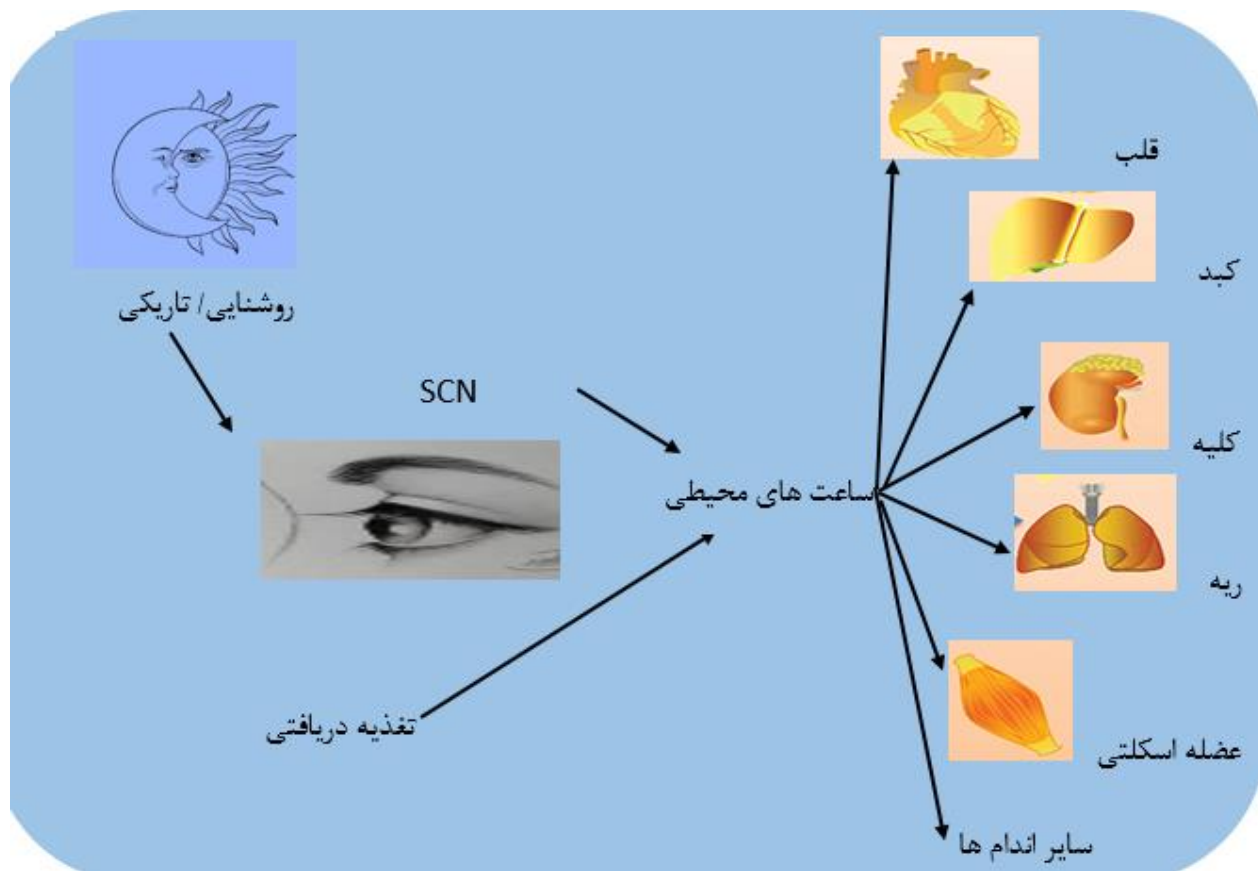 قلب
کبد
روشنایی/ تاریکی
SCN
کلیه
ساعت های محیطی
ریه
تغذیه دریافتی
عضله اسکلتی
سایر اندام ها